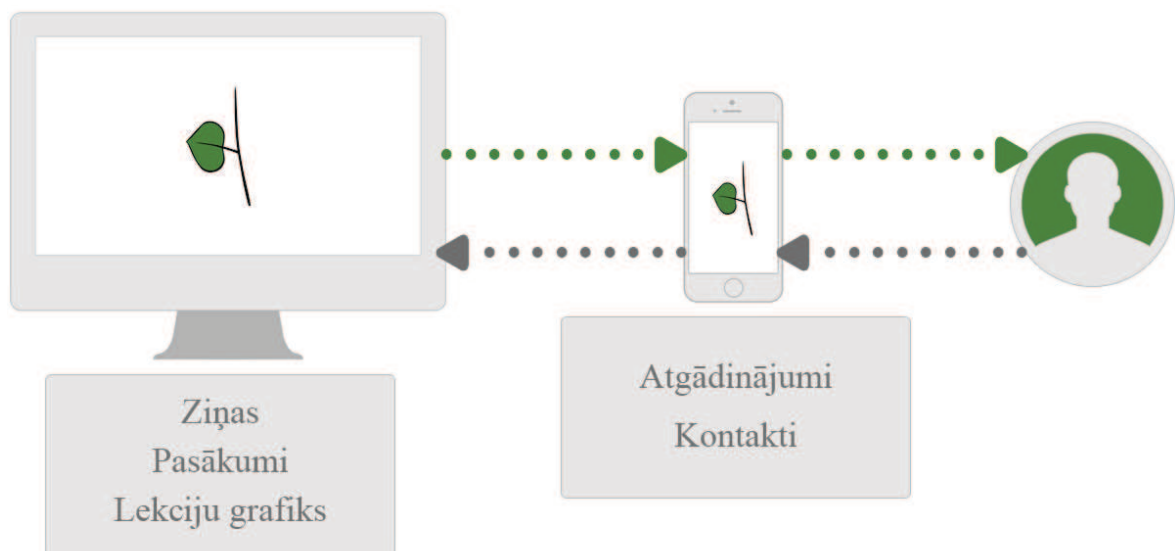 Ziņas
Pasākumi
Lekciju grafiks
Atgādinājumi
Kontakti